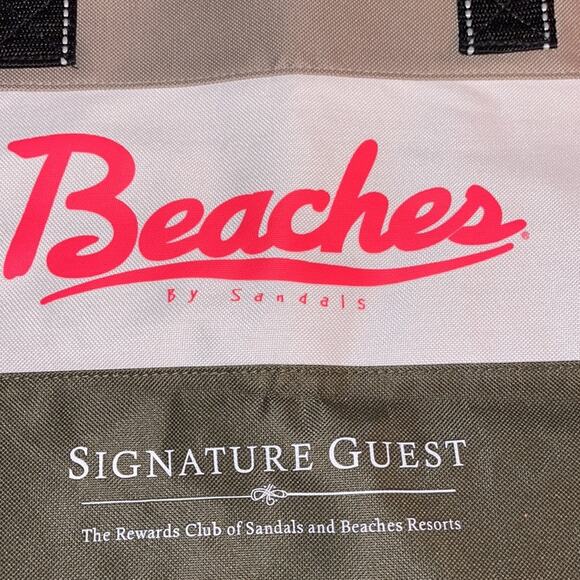 Beaches®
By Sandals
SIGNATURE GUEST
The Rewards Club of Sandals and Beaches Resorts